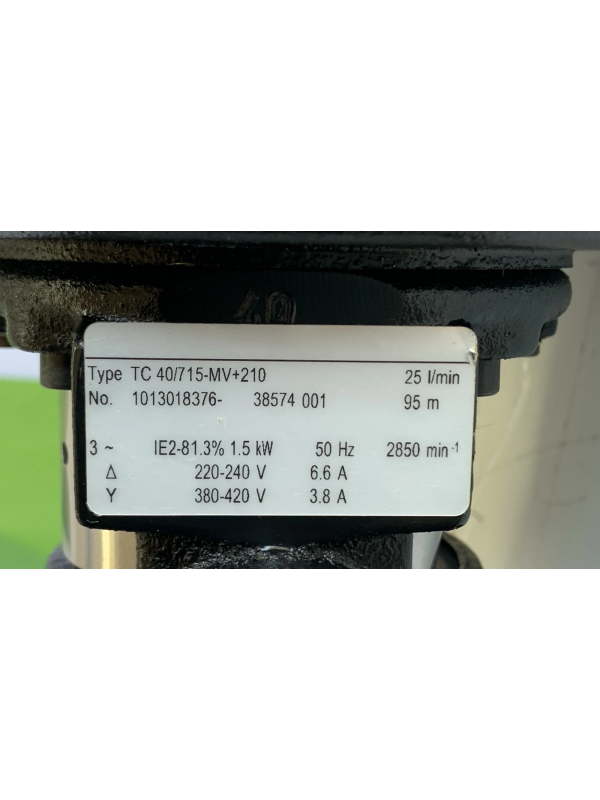 Type TC 40/715-MV+210 25 l/min
No. 1013018376- 38574 001 95 m
3 ~ IE2-81.3% 1.5 kW 50 Hz 2850 min⁻¹
Δ 220-240 V 6.6 A
Y 380-420 V 3.8 A